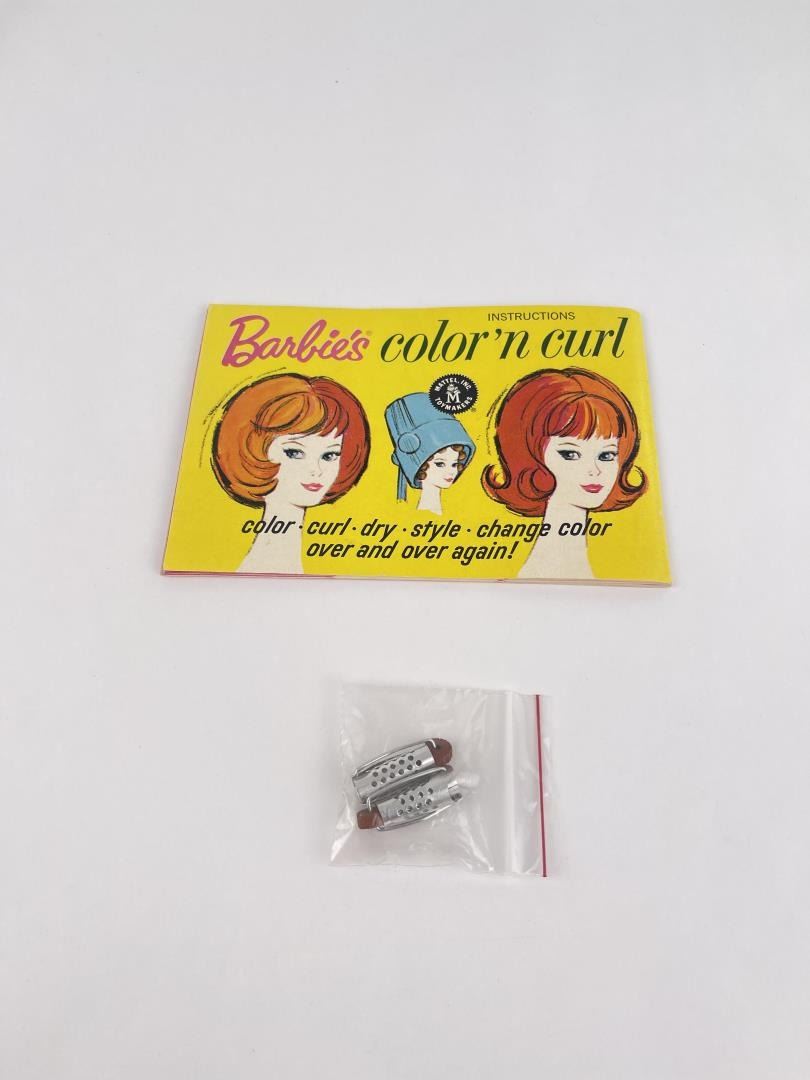 INSTRUCTIONS
Barbie's® color 'n curl
MATTEL, INC.
M
TOYMAKERS
®
color · curl · dry · style · change color
over and over again!